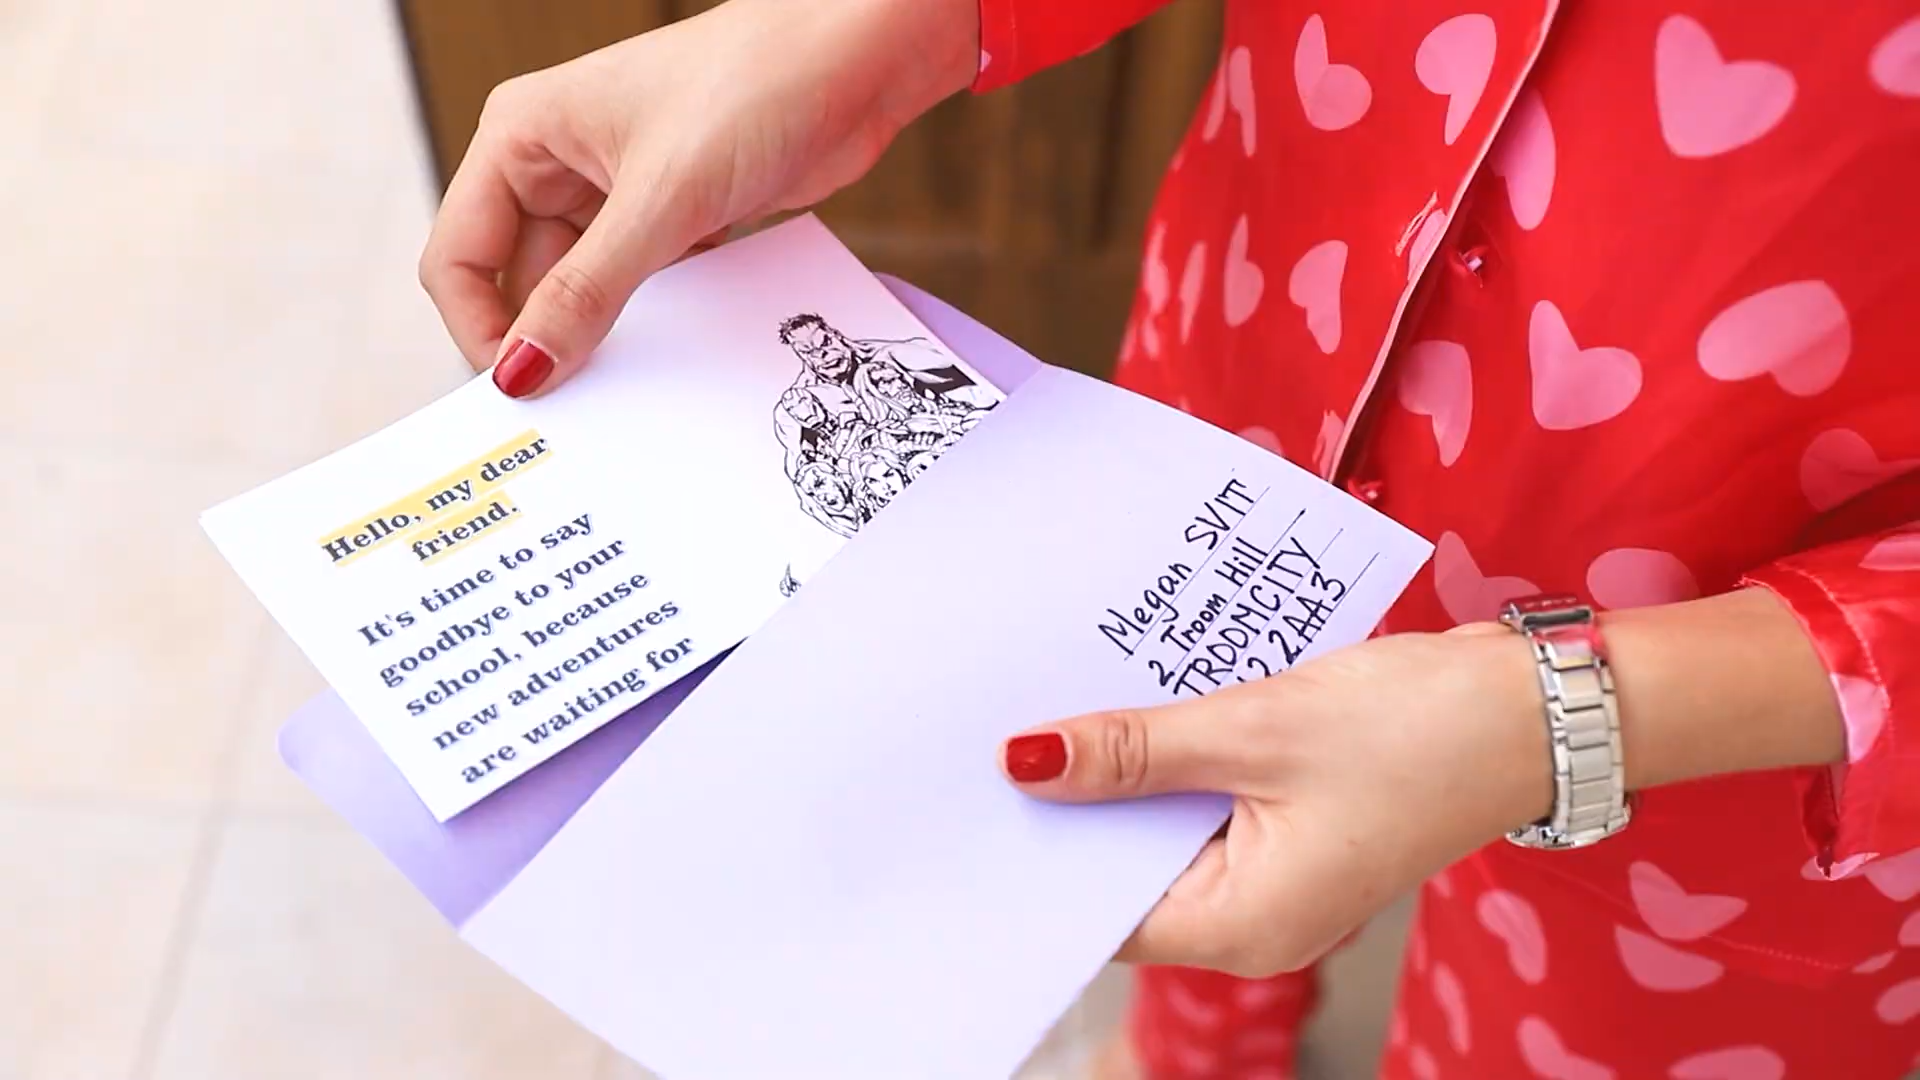 Hello, my dear
friend.
It's time to say
goodbye to your
school, because
new adventures
are waiting for
Megan SVIT
2 Troom Hill
TROOMCITY
22AA3